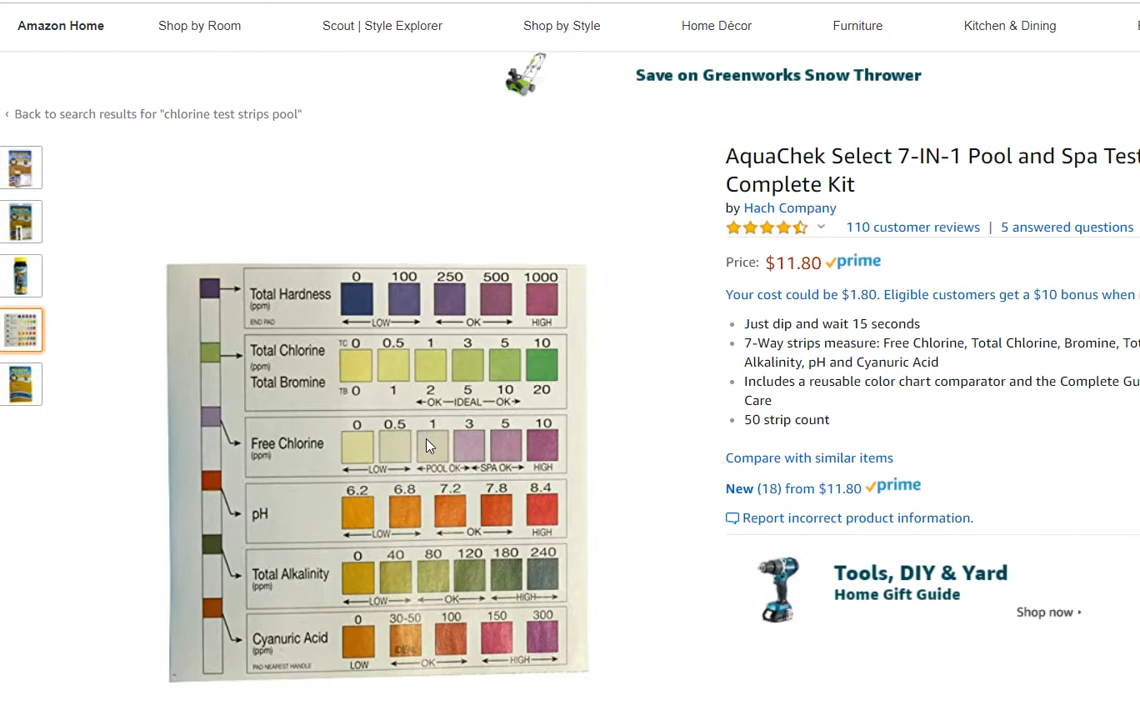 Amazon Home Shop by Room Scout | Style Explorer Shop by Style Home Décor Furniture Kitchen & Dining
Save on Greenworks Snow Thrower
‹ Back to search results for "chlorine test strips pool"
AquaChek Select 7-IN-1 Pool and Spa Test
Complete Kit
by Hach Company
110 customer reviews | 5 answered questions
Price: $11.80 prime
Your cost could be $1.80. Eligible customers get a $10 bonus when
Just dip and wait 15 seconds
7-Way strips measure: Free Chlorine, Total Chlorine, Bromine, Tot
Alkalinity, pH and Cyanuric Acid
Includes a reusable color chart comparator and the Complete Gu
Care
50 strip count
Compare with similar items
New (18) from $11.80 prime
Report incorrect product information.
Tools, DIY & Yard
Home Gift Guide
Shop now
0 100 250 500 1000
Total Hardness
(ppm)
END PAD
LOW OK HIGH
TC 0 0.5 1 3 5 10
Total Chlorine
(ppm)
Total Bromine
TB 0 1 2 5 10 20
OK IDEAL OK
0 0.5 1 3 5 10
Free Chlorine
(ppm)
LOW POOL OK SPA OK HIGH
6.2 6.8 7.2 7.8 8.4
pH
LOW OK HIGH
0 40 80 120 180 240
Total Alkalinity
(ppm)
LOW OK HIGH
0 30-50 100 150 300
Cyanuric Acid
(ppm)
IDEAL
PAD NEAREST HANDLE
LOW OK HIGH